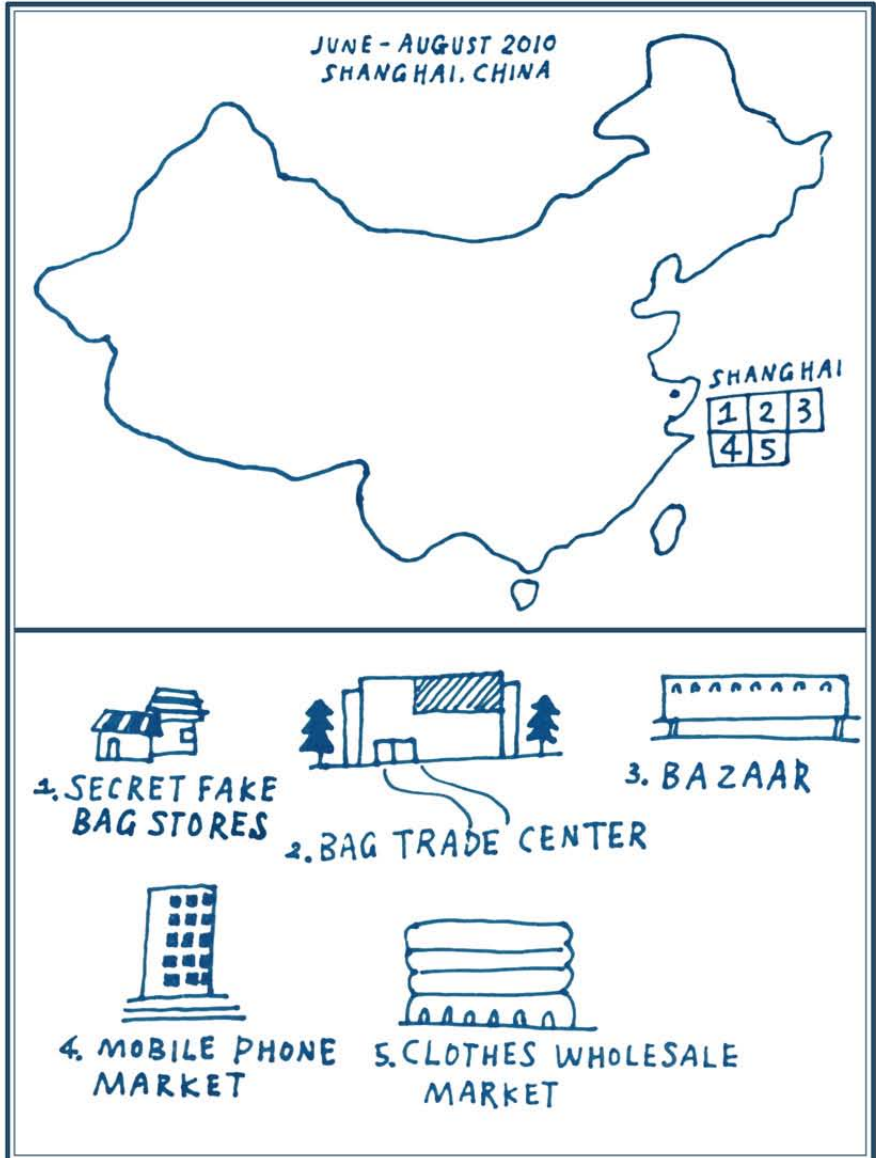 JUNE - AUGUST 2010
SHANGHAI, CHINA
SHANGHAI
1 2 3
4 5
1. SECRET FAKE
BAG STORES
2. BAG TRADE CENTER
3. BAZAAR
4. MOBILE PHONE
MARKET
5. CLOTHES WHOLESALE
MARKET